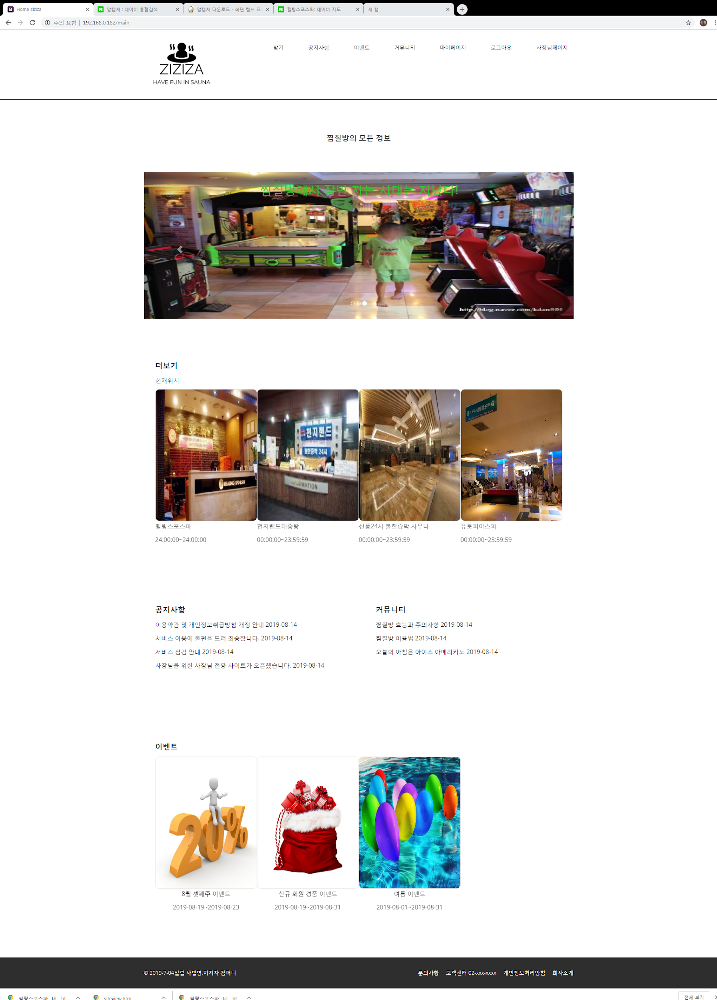 Home ziziza
알캡쳐 : 네이버 통합검색
알캡쳐 다운로드 - 화면 캡쳐 프
힐링스포스파: 네이버 지도
새 탭
주의 요함 | 192.168.0.182/main
찾기 공지사항 이벤트 커뮤니티 마이페이지 로그아웃 사장님페이지
ZIZIZA
HAVE FUN IN SAUNA
찜질방의 모든 정보
찜질방에서 잠만 자는 시대는 지났다!
http://blog.naver.com/kdan999
더보기
현재위치
HEALING SPO&SPA
천지랜드
불한증막 24시
INFORMATION
힐링스포스파 천지랜드대중탕 신풍24시 불한증막 사우나 유토피아스파
24:00:00~24:00:00 00:00:00~23:59:59 00:00:00~23:59:59 00:00:00~23:59:59
공지사항
이용약관 및 개인정보취급방침 개정 안내 2019-08-14
서비스 이용에 불편을 드려 죄송합니다. 2019-08-14
서비스 점검 안내 2019-08-14
사장님을 위한 사장님 전용 사이트가 오픈했습니다. 2019-08-14
커뮤니티
찜질방 효능과 주의사항 2019-08-14
찜질방 이용법 2019-08-14
오늘의 아침은 아이스 아메리카노 2019-08-14
이벤트
20%
8월 셋째주 이벤트 신규 회원 경품 이벤트 여름 이벤트
2019-08-19~2019-08-23 2019-08-19~2019-08-31 2019-08-01~2019-08-31
© 2019-7-04설립 사업명:지지자 컴퍼니
문의사항 고객센터 02-xxx-xxxx 개인정보처리방침 회사소개
힐링스포스파_ 네...ht... siteview.htm 힐링스포스파_ 네...ht... 전체 보기